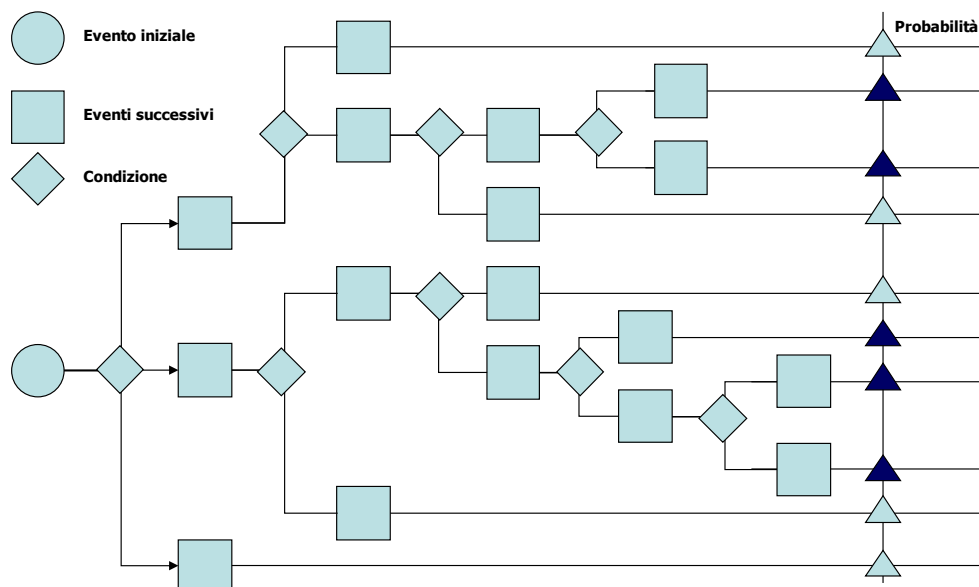 Evento iniziale
Probabilità
Eventi successivi
Condizione